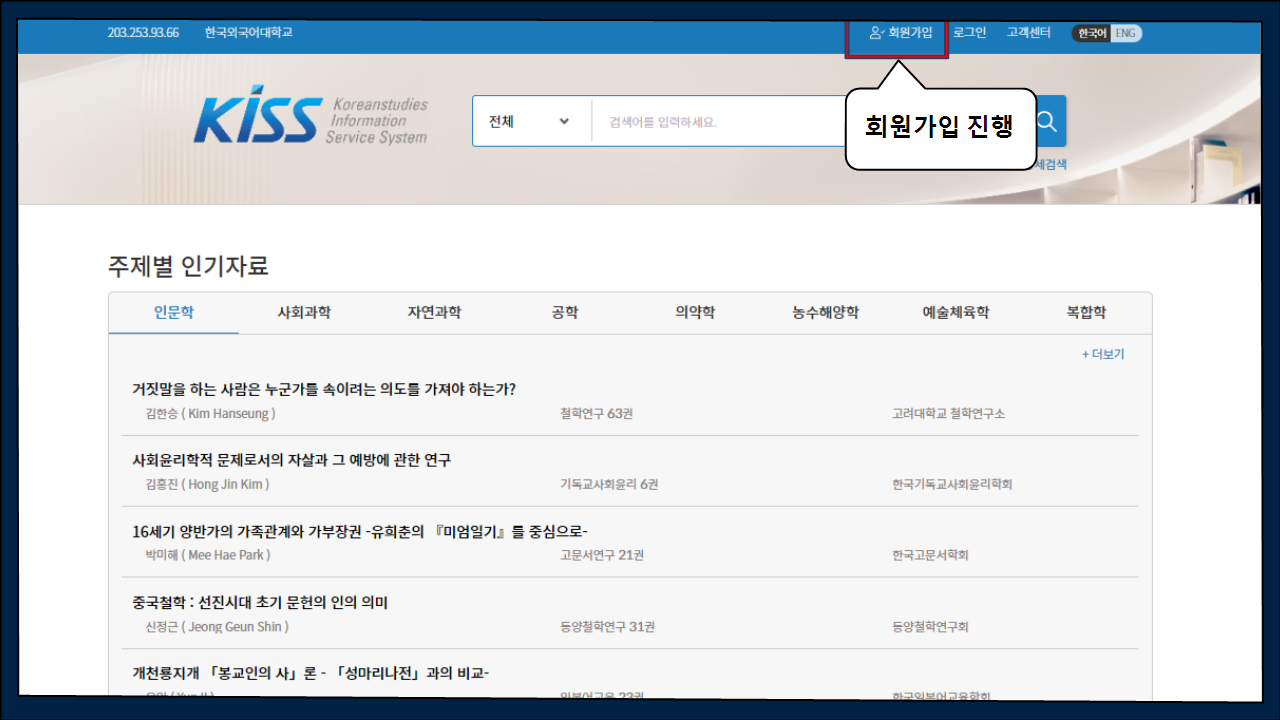 203.253.93.66 한국외국어대학교 회원가입 로그인 고객센터 한국어 ENG
KISS Koreanstudies
Information
Service System
전체 검색어를 입력하세요.
회원가입 진행
세검색
주제별 인기자료
인문학 사회과학 자연과학 공학 의약학 농수해양학 예술체육학 복합학
+ 더보기
거짓말을 하는 사람은 누군가를 속이려는 의도를 가져야 하는가?
김한승 ( Kim Hanseung ) 철학연구 63권 고려대학교 철학연구소
사회윤리학적 문제로서의 자살과 그 예방에 관한 연구
김홍진 ( Hong Jin Kim ) 기독교사회윤리 6권 한국기독교사회윤리학회
16세기 양반가의 가족관계와 가부장권 -유희춘의 『미암일기』를 중심으로-
박미해 ( Mee Hae Park ) 고문서연구 21권 한국고문서학회
중국철학 : 선진시대 초기 문헌의 인의 의미
신정근 ( Jeong Geun Shin ) 동양철학연구 31권 동양철학연구회
개천룡지개 「봉교인의 사」론 - 「성마리나전」과의 비교-
일본어교육 23권 한국일본어교육학회